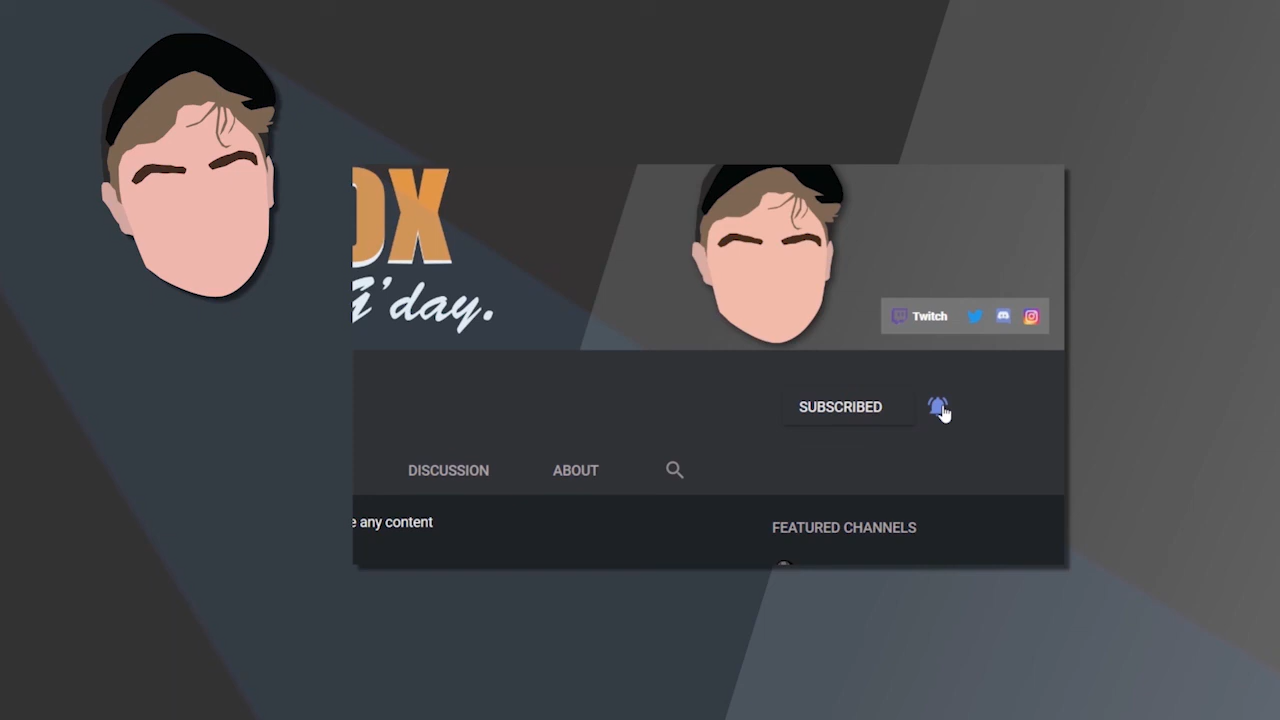 OX
G'day.
Twitch
SUBSCRIBED
DISCUSSION
ABOUT
e any content
FEATURED CHANNELS